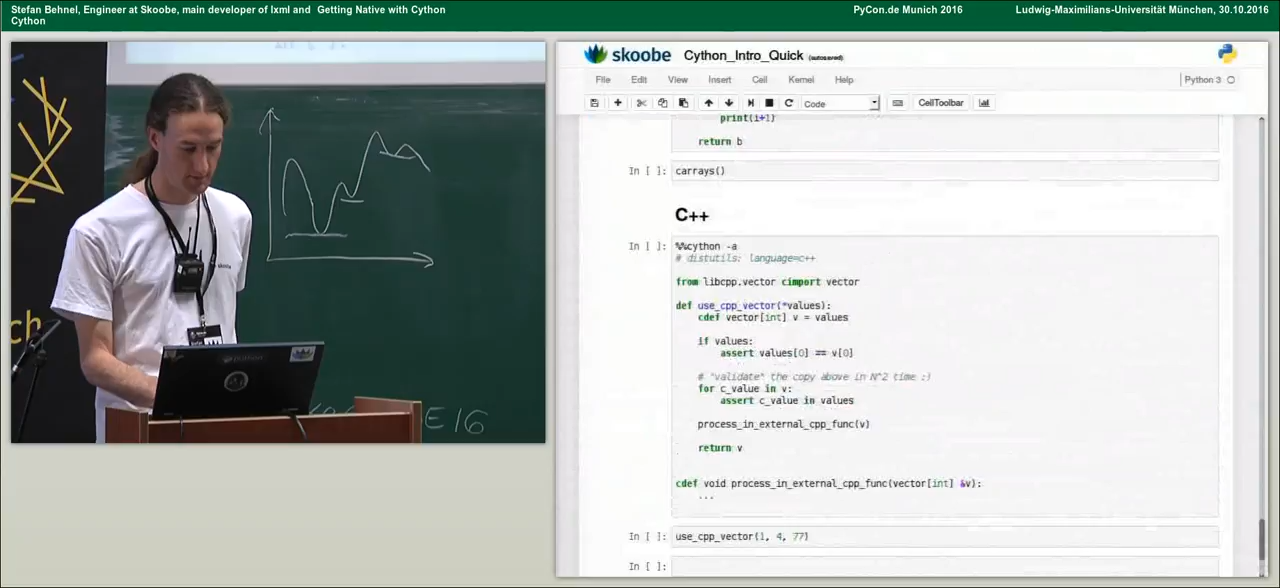 Stefan Behnel, Engineer at Skoobe, main developer of lxml and Cython
Getting Native with Cython
PyCon.de Munich 2016
Ludwig-Maximilians-Universität München, 30.10.2016
E 16
skoobe Cython_Intro_Quick (autosaved)
File Edit View Insert Cell Kernel Help
Python 3
Code
CellToolbar
print(i+1)
return b
In [ ]: carrays()
C++
In [ ]: %%cython -a
# distutils: language=c++
from libcpp.vector cimport vector
def use_cpp_vector(*values):
cdef vector[int] v = values
if values:
assert values[0] == v[0]
# "validate" the copy above in N^2 time ;)
for c_value in v:
assert c_value in values
process_in_external_cpp_func(v)
return v
cdef void process_in_external_cpp_func(vector[int] &v):
...
In [ ]: use_cpp_vector(1, 4, 77)
In [ ]: